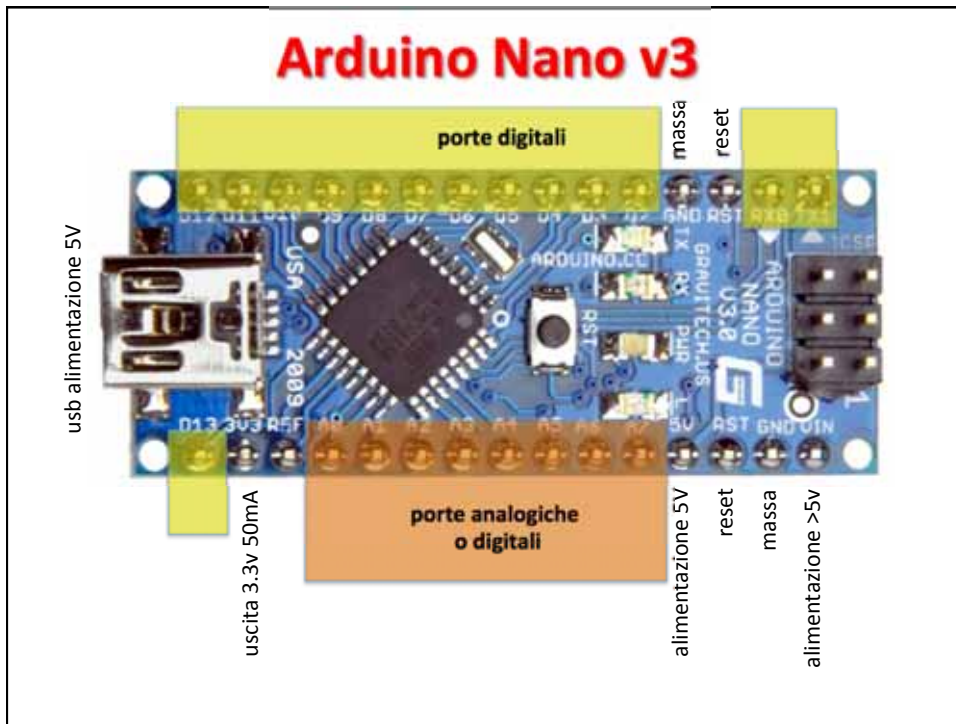 Arduino Nano v3
porte digitali
massa
reset
D12 D11 D10 D9 D8 D7 D6 D5 D4 D3 D2 GND RST RX0 TX1
ICSP
usb alimentazione 5V
USA
2009
ARDUINO.CC
RST
TX
RX
PWR
L
GRAVITECH.US
ARDUINO
NANO
V3.0
G
1
D13 3V3 REF A0 A1 A2 A3 A4 A5 A6 A7 5V RST GND VIN
uscita 3.3v 50mA
porte analogiche
o digitali
alimentazione 5V
reset
massa
alimentazione >5v